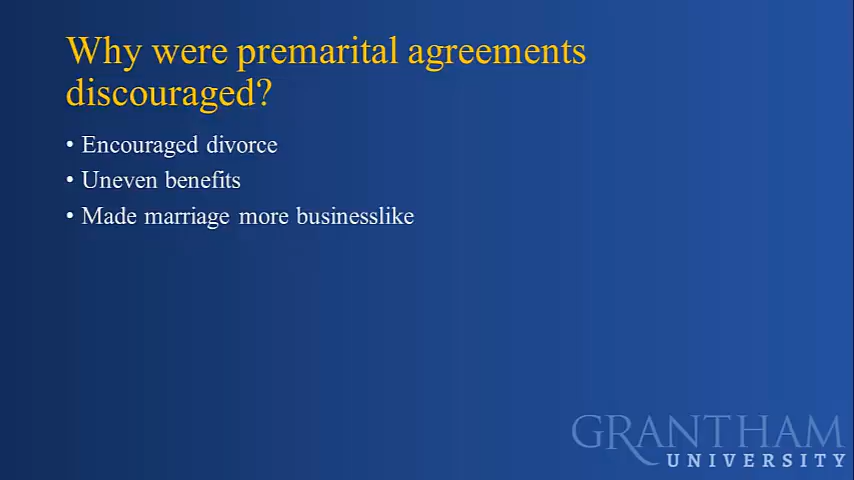 Why were premarital agreements
discouraged?
• Encouraged divorce
• Uneven benefits
• Made marriage more businesslike
GRANTHAM
UNIVERSITY